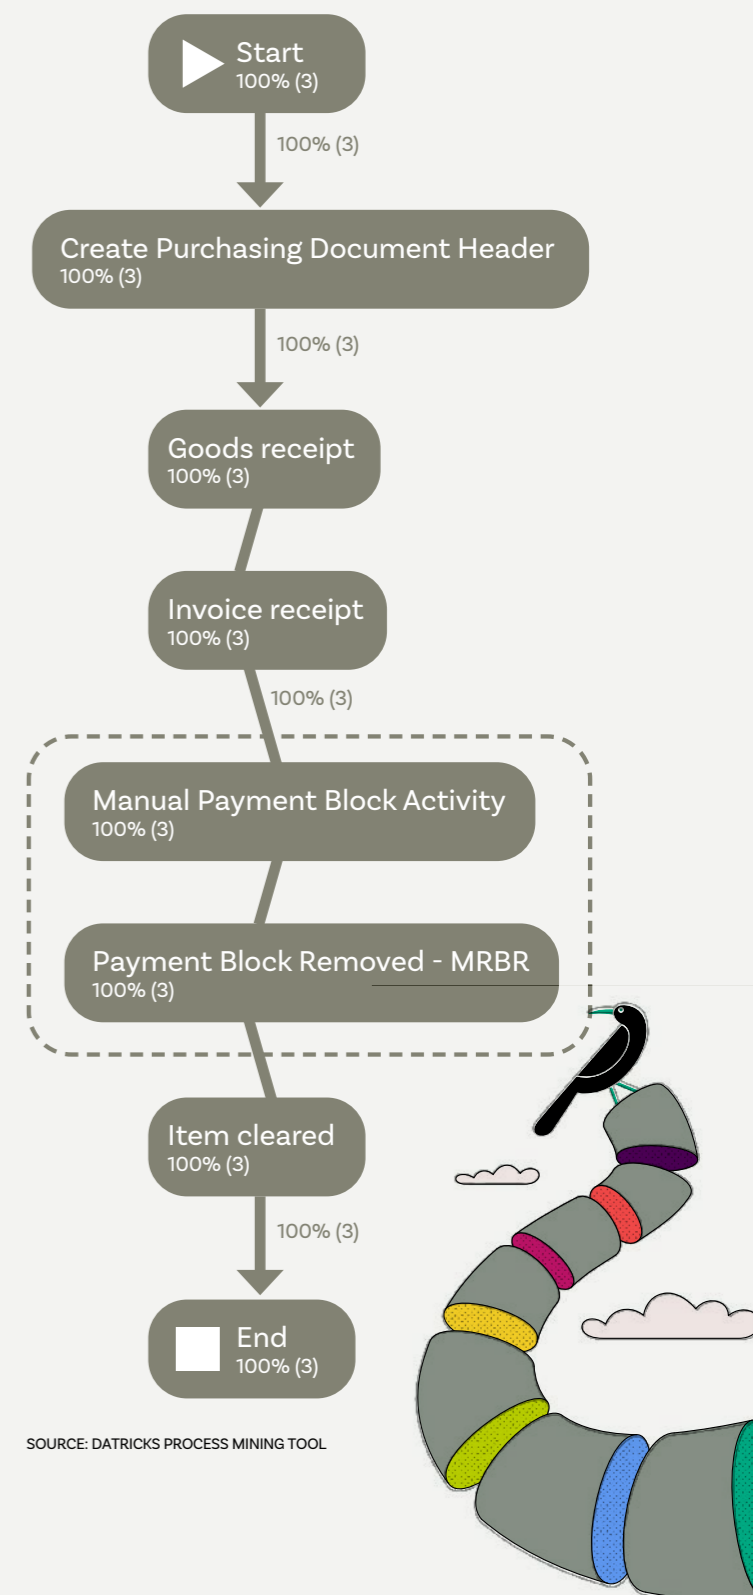 Start
100% (3)
100% (3)
Create Purchasing Document Header
100% (3)
100% (3)
Goods receipt
100% (3)
Invoice receipt
100% (3)
100% (3)
Manual Payment Block Activity
100% (3)
Payment Block Removed - MRBR
100% (3)
Item cleared
100% (3)
100% (3)
End
100% (3)
SOURCE: DATRICKS PROCESS MINING TOOL